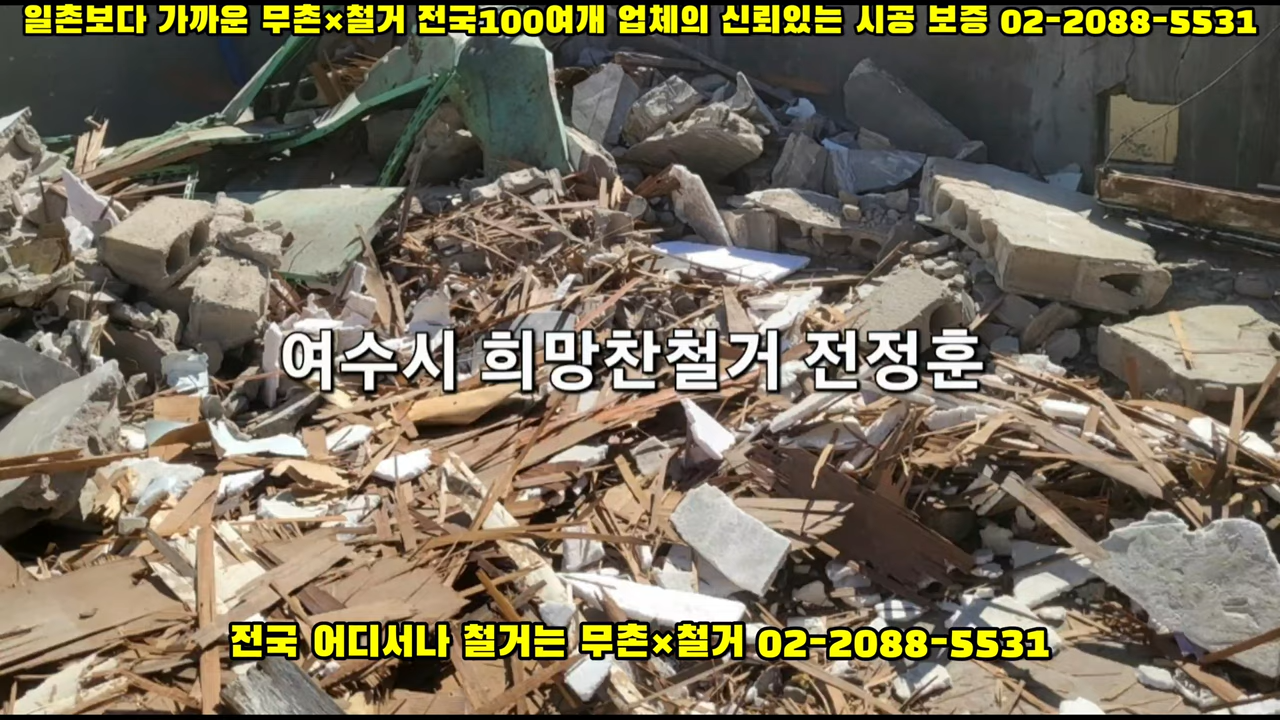 일촌보다 가까운 무촌×철거 전국100여개 업체의 신뢰있는 시공 보증 02-2088-5531
여수시 희망찬철거 전정훈
전국 어디서나 철거는 무촌×철거 02-2088-5531